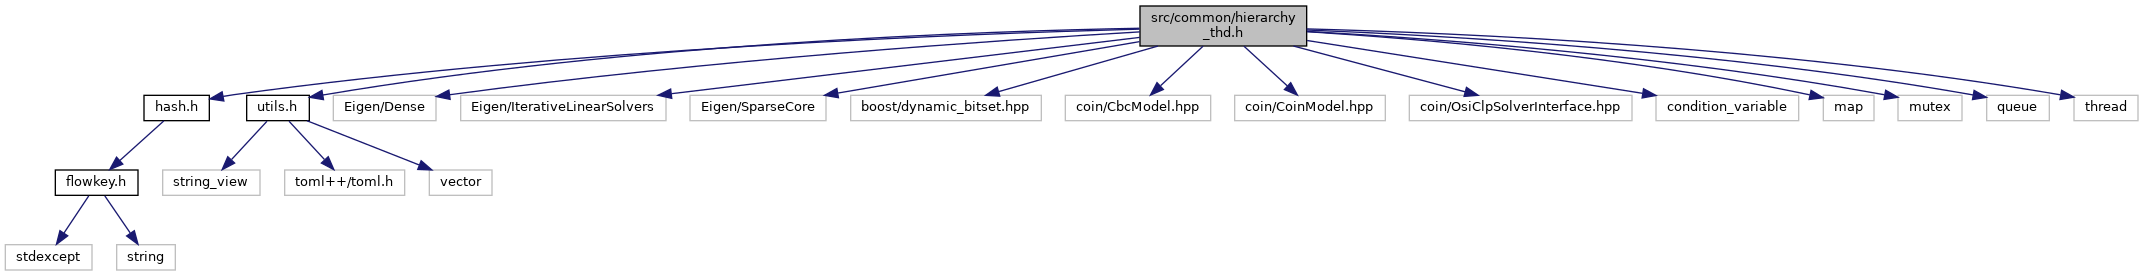 src/common/hierarchy
_thd.h
hash.h
utils.h
Eigen/Dense
Eigen/IterativeLinearSolvers
Eigen/SparseCore
boost/dynamic_bitset.hpp
coin/CbcModel.hpp
coin/CoinModel.hpp
coin/OsiClpSolverInterface.hpp
condition_variable
map
mutex
queue
thread
flowkey.h
string_view
toml++/toml.h
vector
stdexcept
string